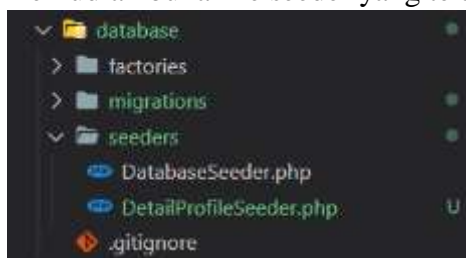 database
factories
migrations
seeders
DatabaseSeeder.php
DetailProfileSeeder.php U
.gitignore